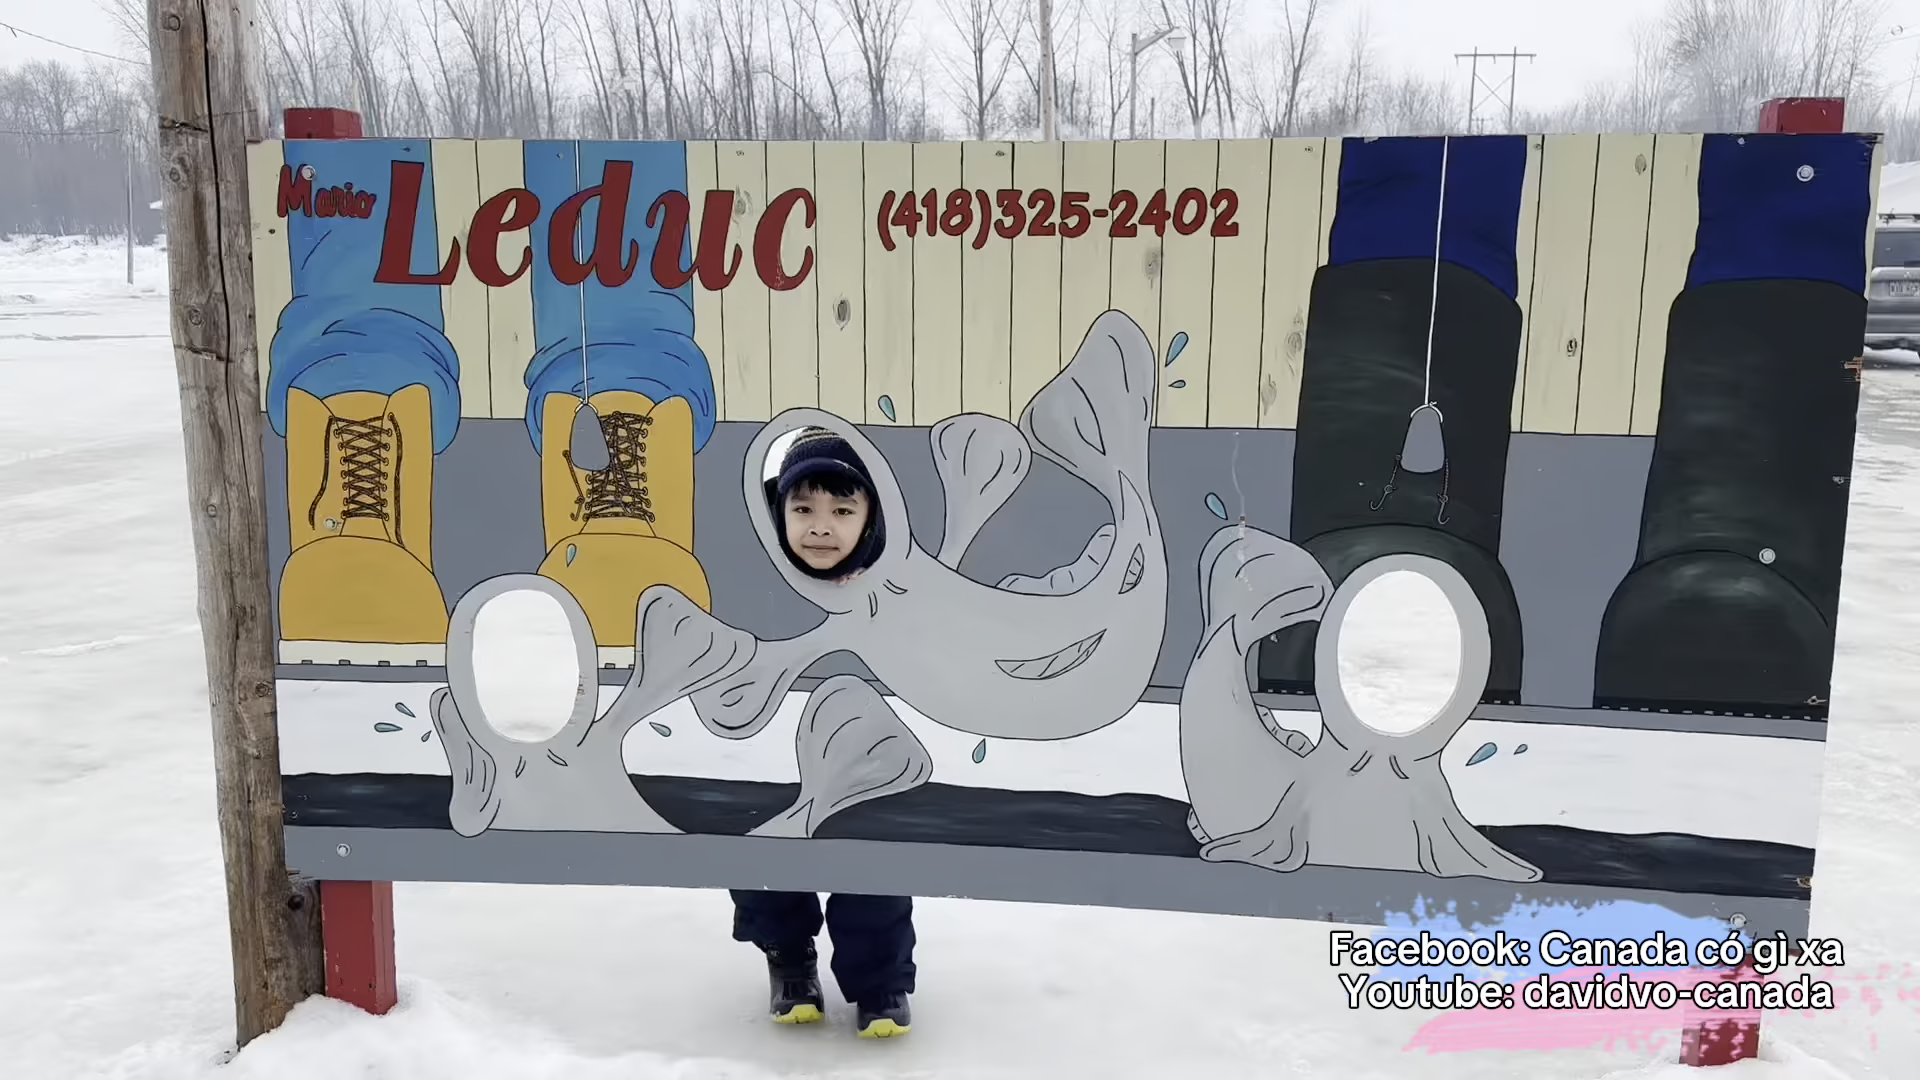 Mario Leduc (418)325-2402
Facebook: Canada có gì xa
Youtube: davidvo-canada